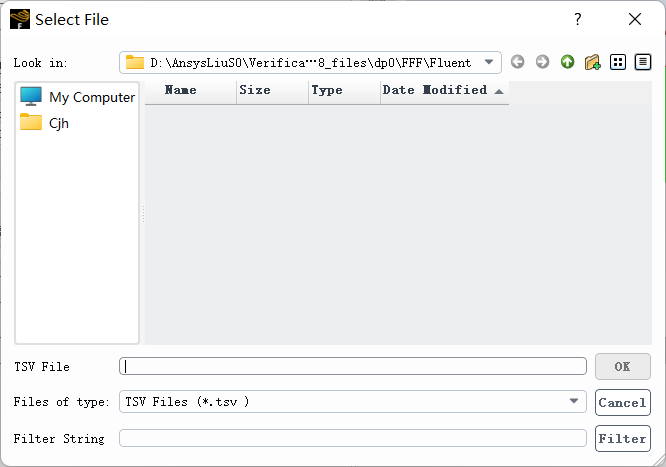 Select File
?
Look in:
D:\AnsysLiuSO\Verifica…8_files\dp0\FFF\Fluent
My Computer
Cjh
Name Size Type Date Modified
TSV File
OK
Files of type:
TSV Files (*.tsv )
Cancel
Filter String
Filter